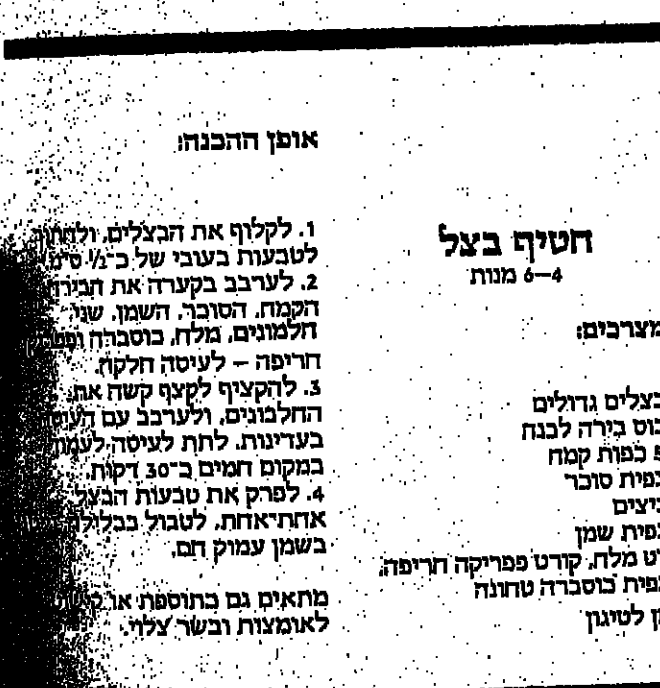 חטיף בצל
4–6 מנות
מצרכים:
בצלים גדולים
כוס בירה לבנה
5 כפות קמח
כפית סוכר
ביצים
כפית שמן
מלח, קורט פפריקה חריפה,
כפית כוסברה טחונה
לטיגון
אופן ההכנה:
1. לקלוף את הבצלים, ולחתוך
לטבעות בעובי של כ־½ ס״מ
2. לערבב בקערה את הבירה
הקמח, הסוכר, השמן, שני
חלמונים, מלח, כוסברה
חריפה – לעיסה חלקה.
3. להקציף לקצף קשה את
החלבונים, ולערבב עם העיסה
בעדינות. לתת לעיסה לעמוד
במקום חמים כ־30 דקות.
4. לפרק את טבעות הבצל
אחת־אחת, לטבול בבלילה
בשמן עמוק חם.
מתאים גם כתוספת או
לאומצות ובשר צלוי.